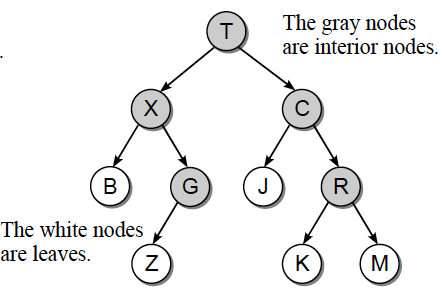 T
The gray nodes
are interior nodes.
X
C
B
G
J
R
The white nodes
are leaves.
Z
K
M